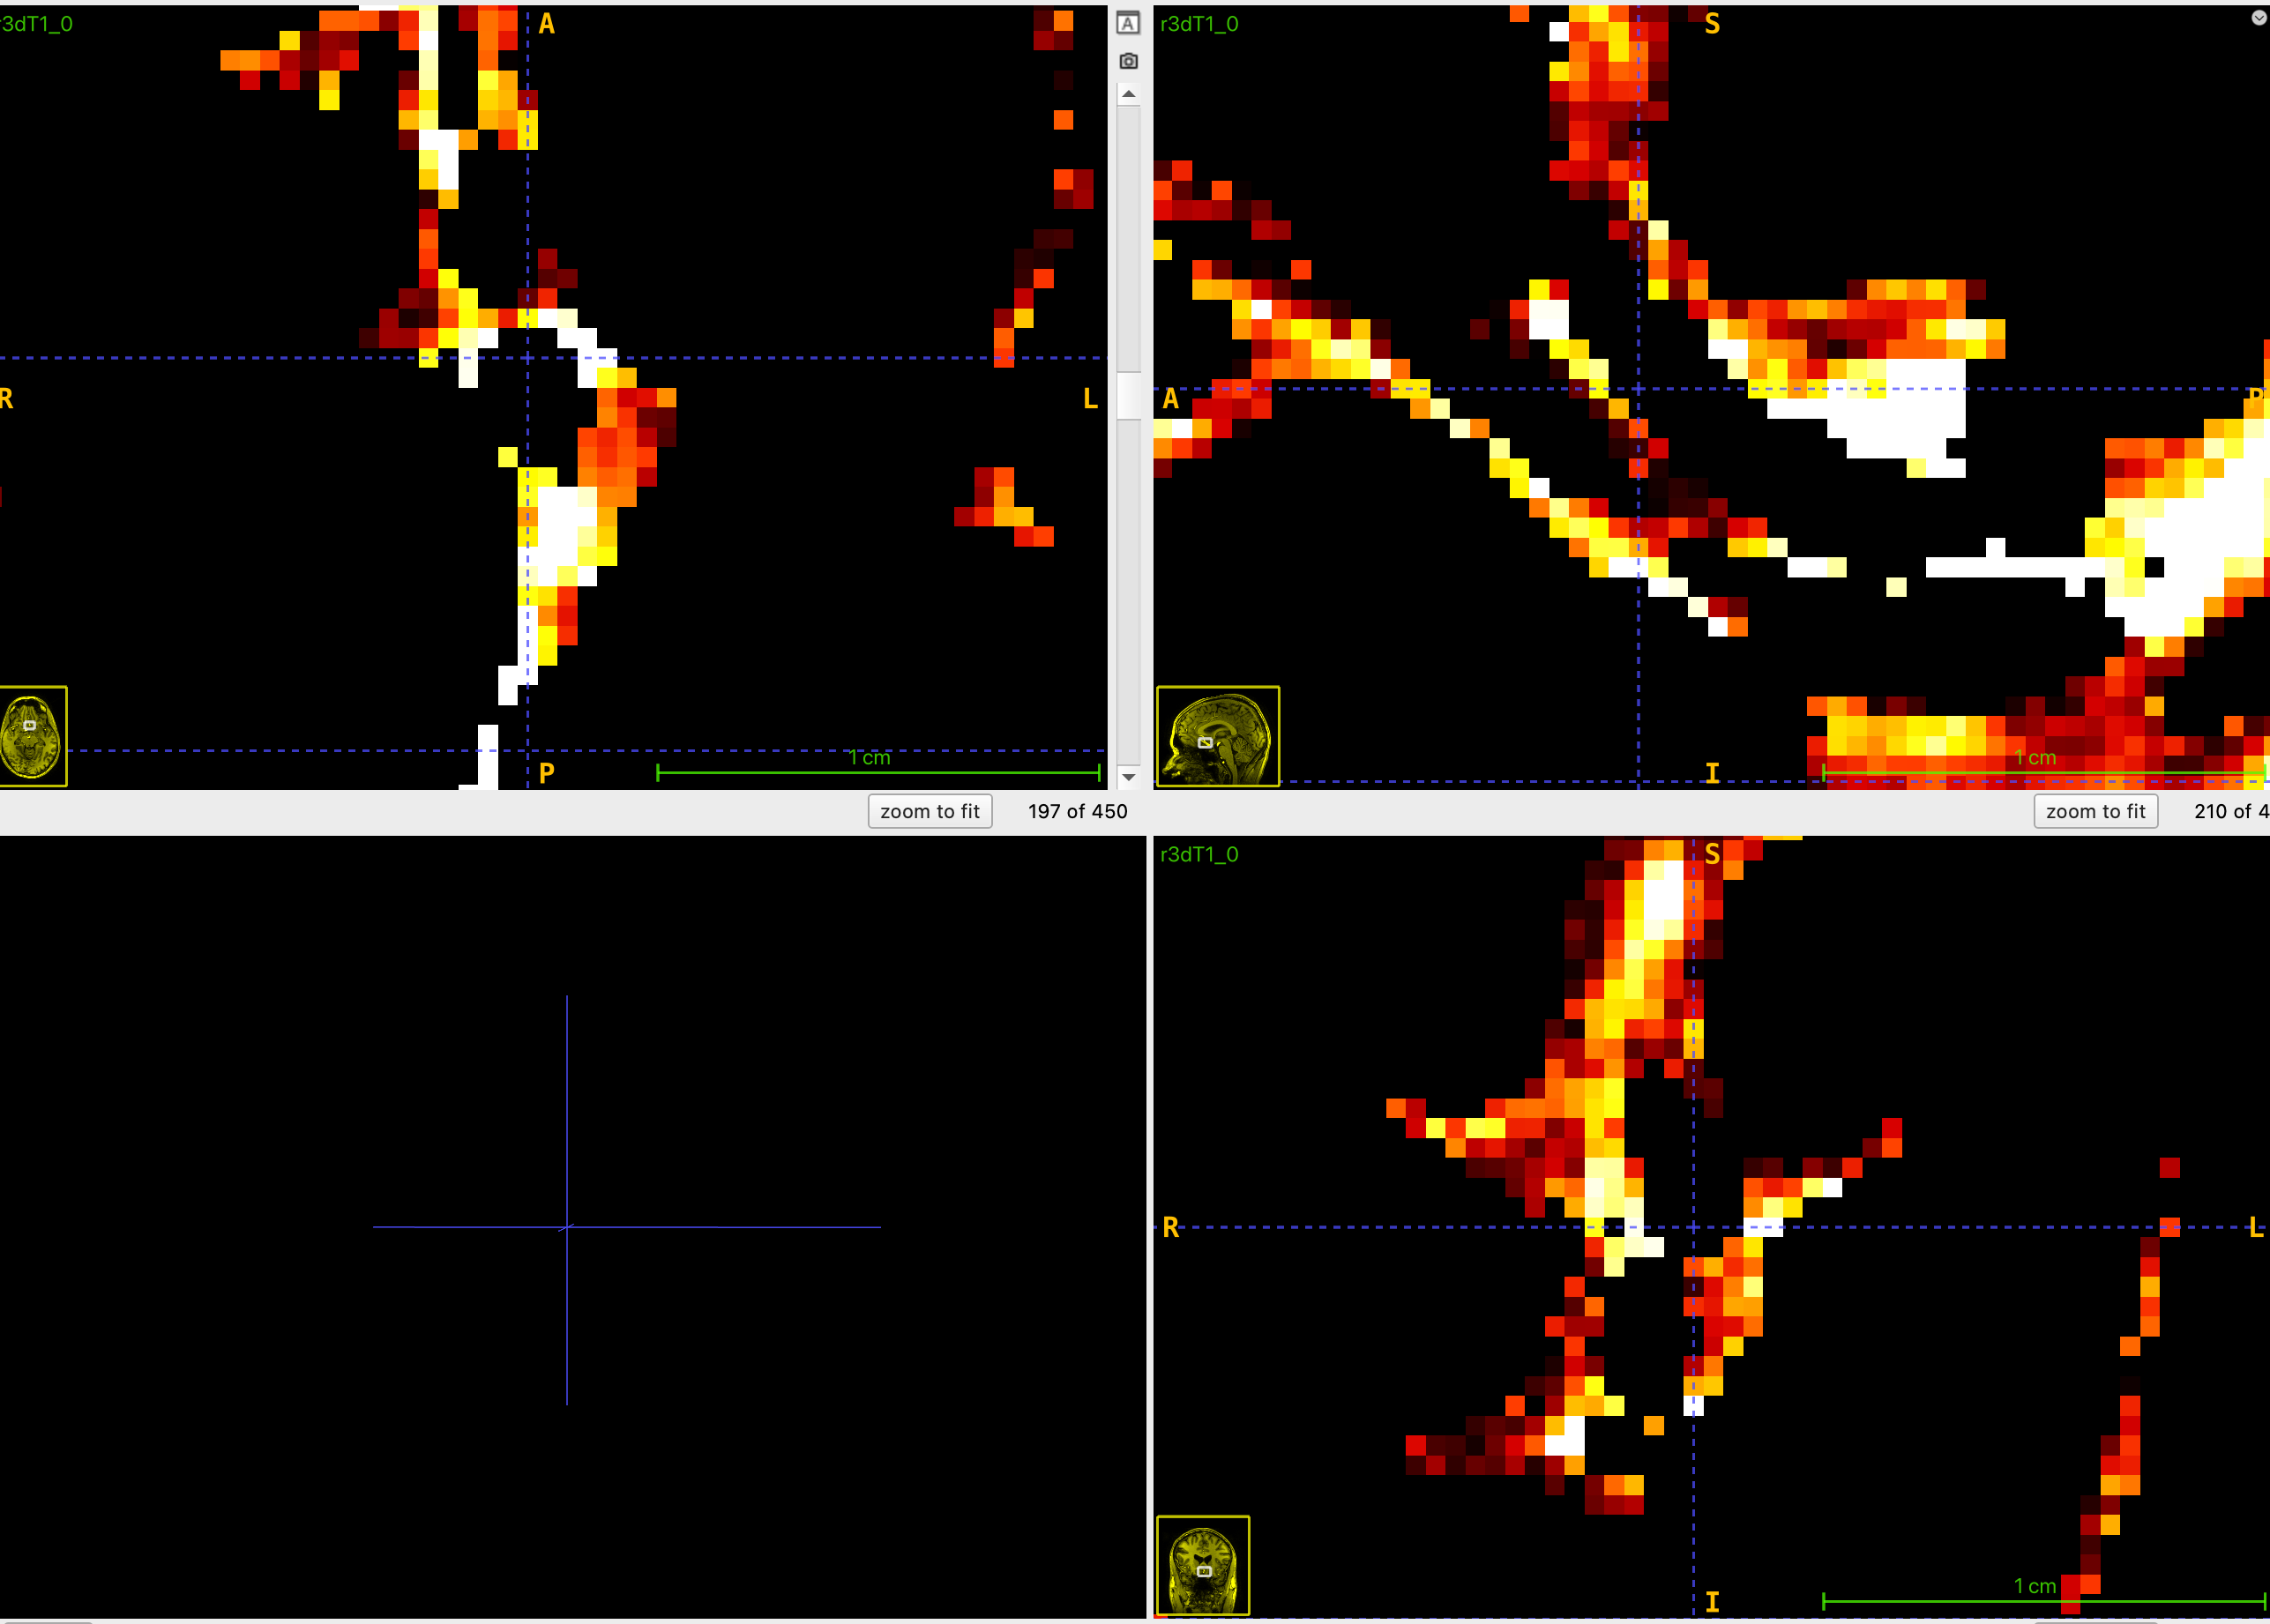 r3dT1_0
A
R
L
P
1 cm
zoom to fit
197 of 450
A
r3dT1_0
S
A
P
I
1 cm
zoom to fit
210 of 4
r3dT1_0
S
R
L
I
1 cm